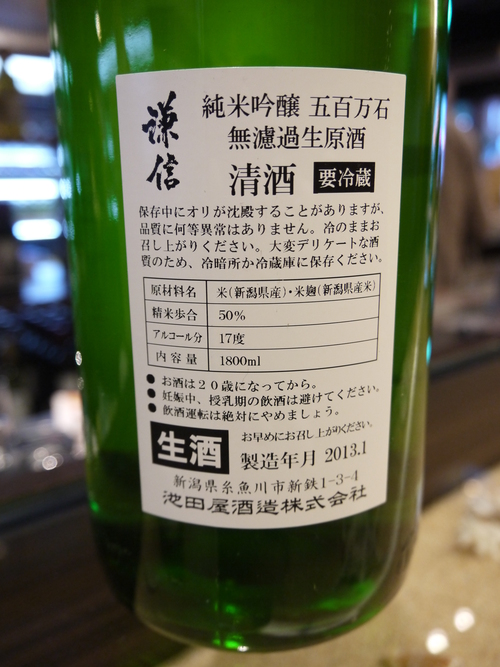 謙信
純米吟醸 五百万石
無濾過生原酒
清酒 要冷蔵
保存中にオリが沈殿することがありますが、
品質に何等異常はありません。冷のままお
召し上がりください。大変デリケートな酒
質のため、冷暗所か冷蔵庫に保存ください。
原材料名 米(新潟県産)・米麹(新潟県産米)
精米歩合 50%
アルコール分 17度
内容量 1800ml
●お酒は20歳になってから。
●妊娠中、授乳期の飲酒は避けてください。
●飲酒運転は絶対にやめましょう。
生酒 お早めにお召し上がりください。
製造年月 2013.1
新潟県糸魚川市新鉄1-3-4
池田屋酒造株式会社